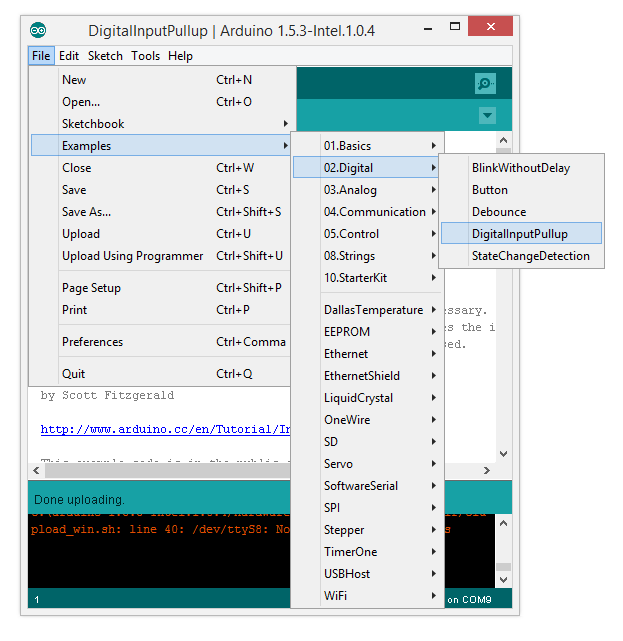 DigitalInputPullup | Arduino 1.5.3-Intel.1.0.4
File Edit Sketch Tools Help
New Ctrl+N
Open... Ctrl+O
Sketchbook
Examples
Close Ctrl+W
Save Ctrl+S
Save As... Ctrl+Shift+S
Upload Ctrl+U
Upload Using Programmer Ctrl+Shift+U
Page Setup Ctrl+Shift+P
Print Ctrl+P
Preferences Ctrl+Comma
Quit Ctrl+Q
01.Basics
02.Digital
03.Analog
04.Communication
05.Control
08.Strings
10.StarterKit
DallasTemperature
EEPROM
Ethernet
EthernetShield
LiquidCrystal
OneWire
SD
Servo
SoftwareSerial
SPI
Stepper
TimerOne
USBHost
WiFi
BlinkWithoutDelay
Button
Debounce
DigitalInputPullup
StateChangeDetection
ssary.
s the i
ed.
by Scott Fitzgerald
http://www.arduino.cc/en/Tutorial/In
This example code is in the public
Done uploading.
pload_win.sh: line 40: /dev/ttyS8: No s
1 on COM9